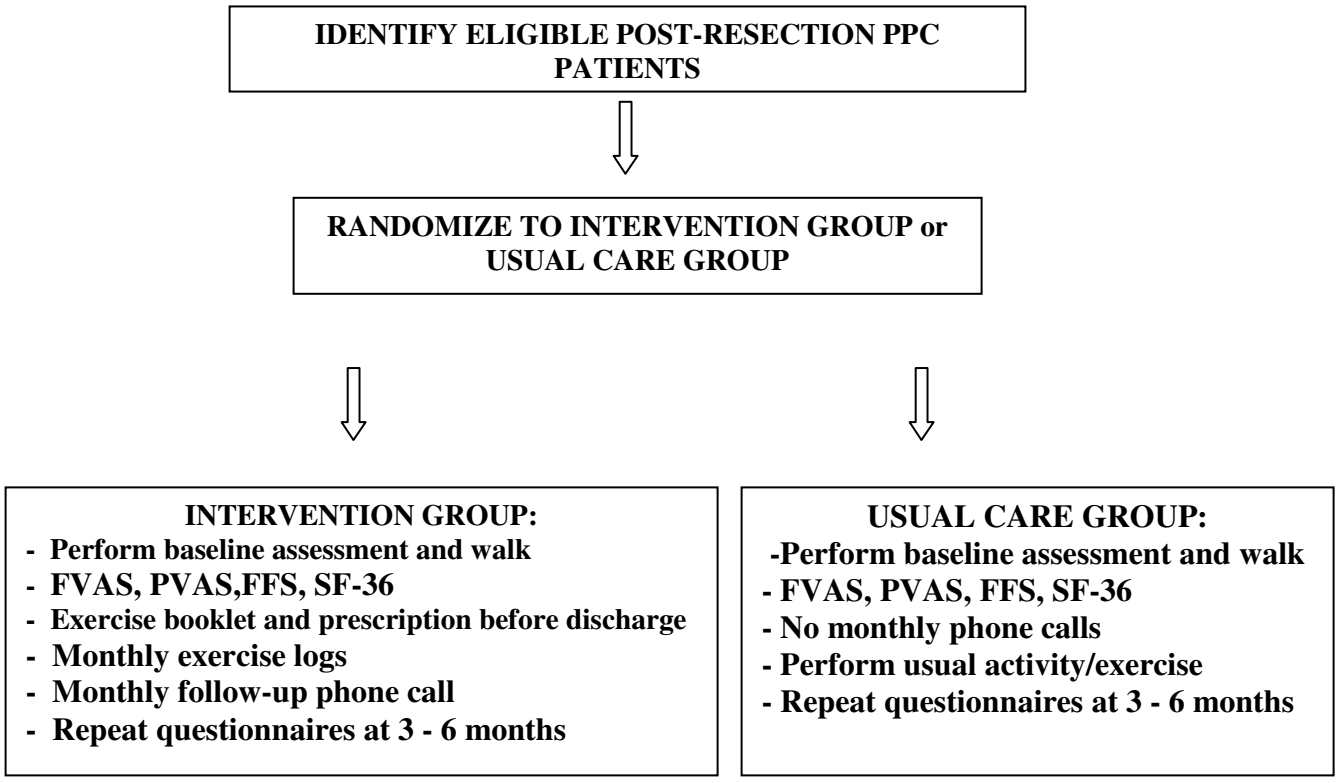 IDENTIFY ELIGIBLE POST-RESECTION PPC
PATIENTS
RANDOMIZE TO INTERVENTION GROUP or
USUAL CARE GROUP
INTERVENTION GROUP:
- Perform baseline assessment and walk
- FVAS, PVAS,FFS, SF-36
- Exercise booklet and prescription before discharge
- Monthly exercise logs
- Monthly follow-up phone call
- Repeat questionnaires at 3 - 6 months
USUAL CARE GROUP:
-Perform baseline assessment and walk
- FVAS, PVAS, FFS, SF-36
- No monthly phone calls
- Perform usual activity/exercise
- Repeat questionnaires at 3 - 6 months